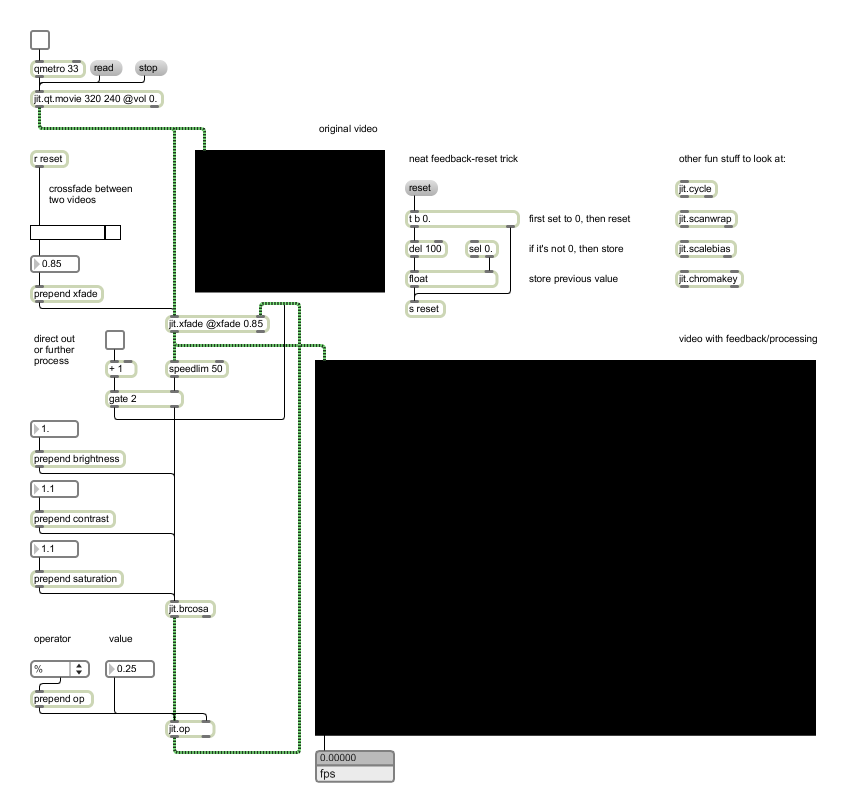 qmetro 33
read
stop
jit.qt.movie 320 240 @vol 0.
original video
r reset
crossfade between
two videos
0.85
prepend xfade
jit.xfade @xfade 0.85
direct out
or further
process
+ 1
speedlim 50
gate 2
1.
prepend brightness
1.1
prepend contrast
1.1
prepend saturation
jit.brcosa
operator
value
%
0.25
prepend op
jit.op
neat feedback-reset trick
reset
t b 0.
first set to 0, then reset
del 100
sel 0.
if it's not 0, then store
float
store previous value
s reset
other fun stuff to look at:
jit.cycle
jit.scanwrap
jit.scalebias
jit.chromakey
video with feedback/processing
0.00000
fps